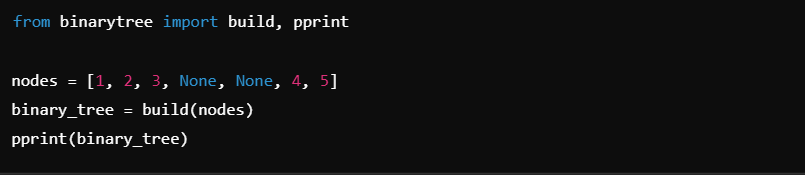 from binarytree import build, pprint
nodes = [1, 2, 3, None, None, 4, 5]
binary_tree = build(nodes)
pprint(binary_tree)